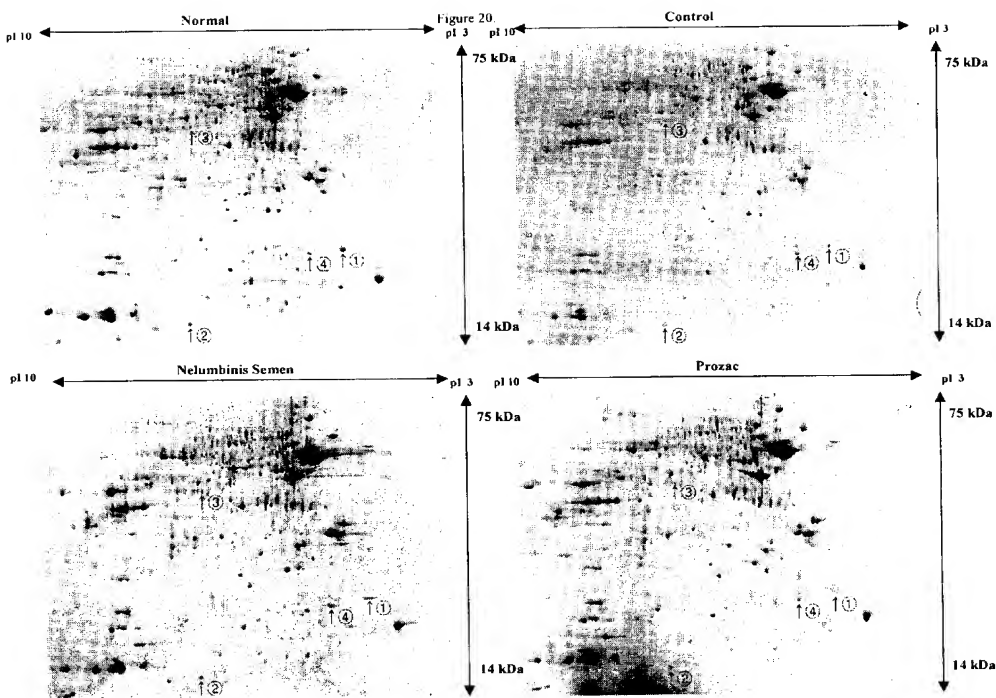 Figure 20.
Normal
pI 10
pI 3
75 kDa
14 kDa
↑③
↑④ ↑①
↑②
Control
pI 10
pI 3
75 kDa
14 kDa
↑③
↑④ ↑①
↑②
Nelumbinis Semen
pI 10
pI 3
75 kDa
14 kDa
↑③
↑④ ↑①
↑②
Prozac
pI 10
pI 3
75 kDa
14 kDa
↑③
↑④ ↑①
↑②